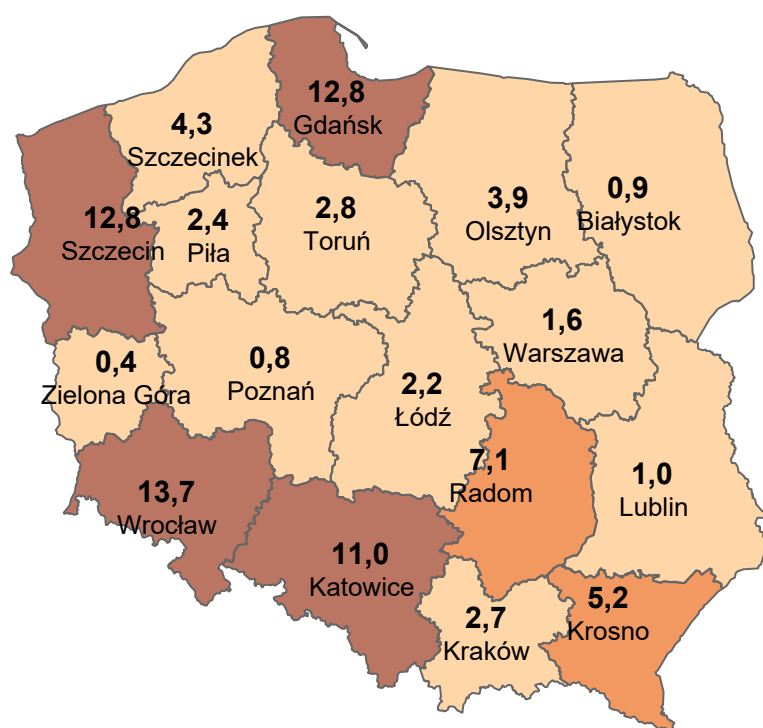 12,8
Gdańsk
4,3
Szczecinek
3,9
Olsztyn
0,9
Białystok
12,8
Szczecin
2,4
Piła
2,8
Toruń
1,6
Warszawa
0,4
Zielona Góra
0,8
Poznań
2,2
Łódź
7,1
Radom
1,0
Lublin
13,7
Wrocław
11,0
Katowice
2,7
Kraków
5,2
Krosno